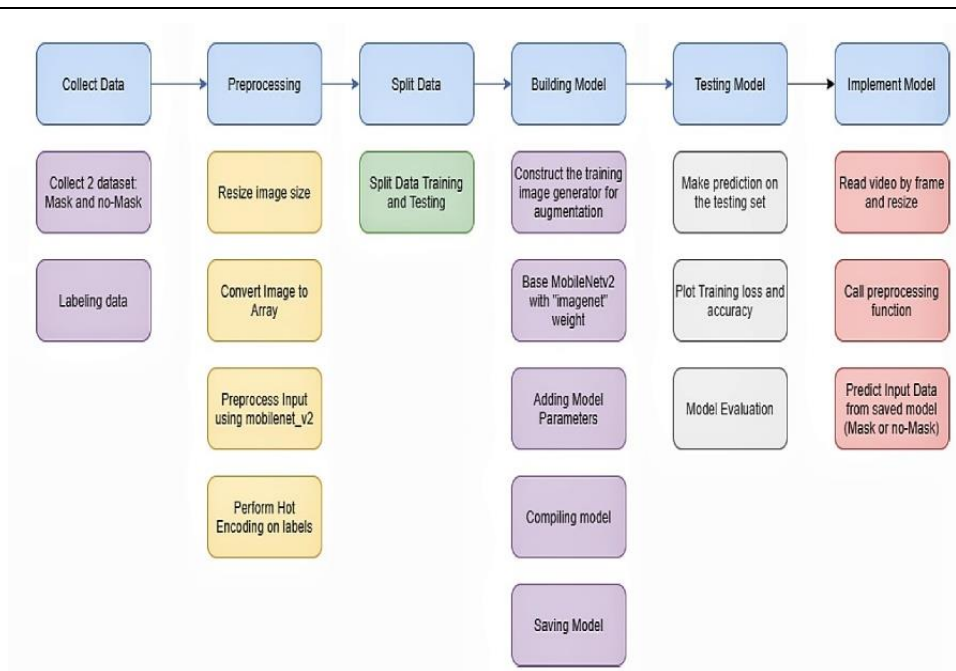 Collect Data
Preprocessing
Split Data
Building Model
Testing Model
Implement Model
Collect 2 dataset:
Mask and no-Mask
Labeling data
Resize image size
Convert Image to
Array
Preprocess Input
using mobilenet_v2
Perform Hot
Encoding on labels
Split Data Training
and Testing
Construct the training
image generator for
augmentation
Base MobileNetv2
with "imagenet"
weight
Adding Model
Parameters
Compiling model
Saving Model
Make prediction on
the testing set
Plot Training loss and
accuracy
Model Evaluation
Read video by frame
and resize
Call preprocessing
function
Predict Input Data
from saved model
(Mask or no-Mask)